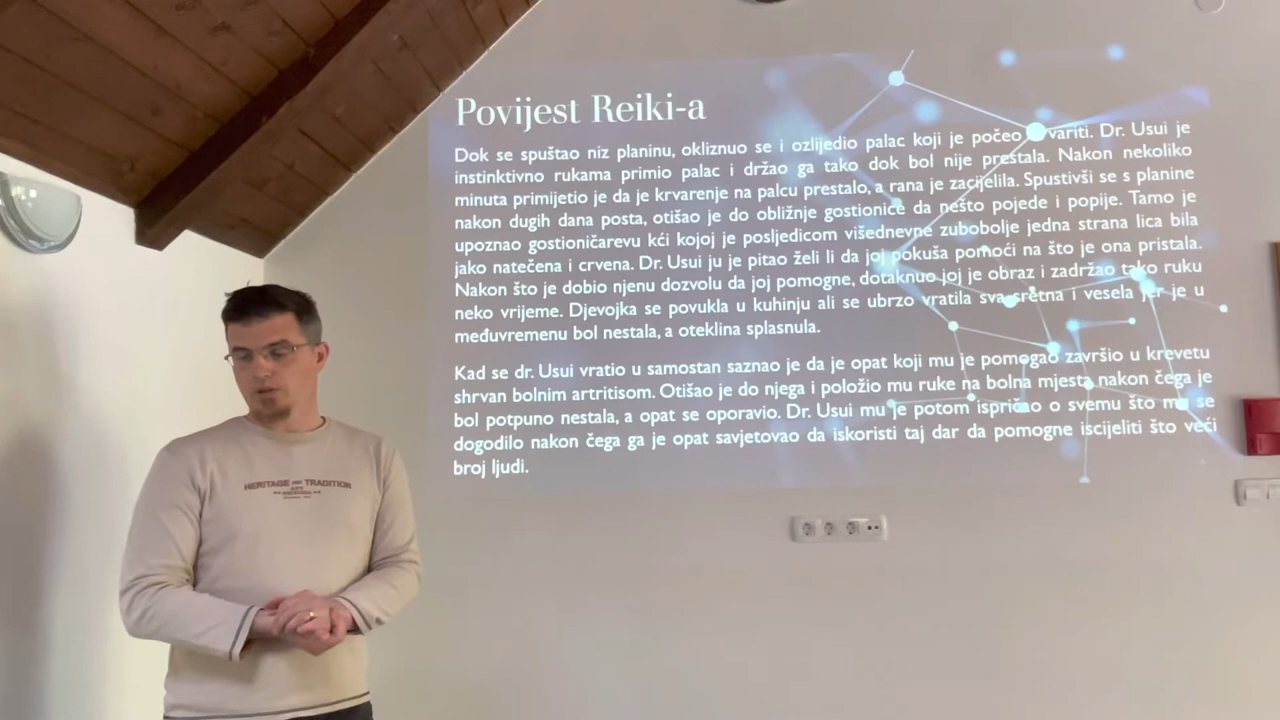 Povijest Reiki-a
Dok se spuštao niz planinu, okliznuo se i ozlijedio palac koji je počeo
variti. Dr. Usui je
instinktivno rukama primio palac i držao ga tako dok bol nije prestala. Nakon nekoliko
minuta primijetio je da je krvarenje na palcu prestalo, a rana je zacijelila. Spustivši se s planine
nakon dugih dana posta, otišao je do obližnje gostionice da nešto pojede i popije. Tamo je
upoznao gostioničarevu kći kojoj je posljedicom višednevne zubobolje jedna strana lica bila
jako natečena i crvena. Dr. Usui ju je pitao želi li da joj pokuša pomoći na što je ona pristala.
Nakon što je dobio njenu dozvolu da joj pomogne, dotaknuo joj je obraz i zadržao tako ruku
neko vrijeme. Djevojka se povukla u kuhinju ali se ubrzo vratila sva sretna i vesela jer je u
međuvremenu bol nestala, a oteklina splasnula.
Kad se dr. Usui vratio u samostan saznao je da je opat koji mu je pomogao završio u krevetu
shrvan bolnim artritisom. Otišao je do njega i položio mu ruke na bolna mjesta nakon čega je
bol potpuno nestala, a opat se oporavio. Dr. Usui mu je potom ispričao o svemu što mu se
dogodilo nakon čega ga je opat savjetovao da iskoristi taj dar da pomogne iscijeliti što veći
broj ljudi.
HERITAGE AND TRADITION